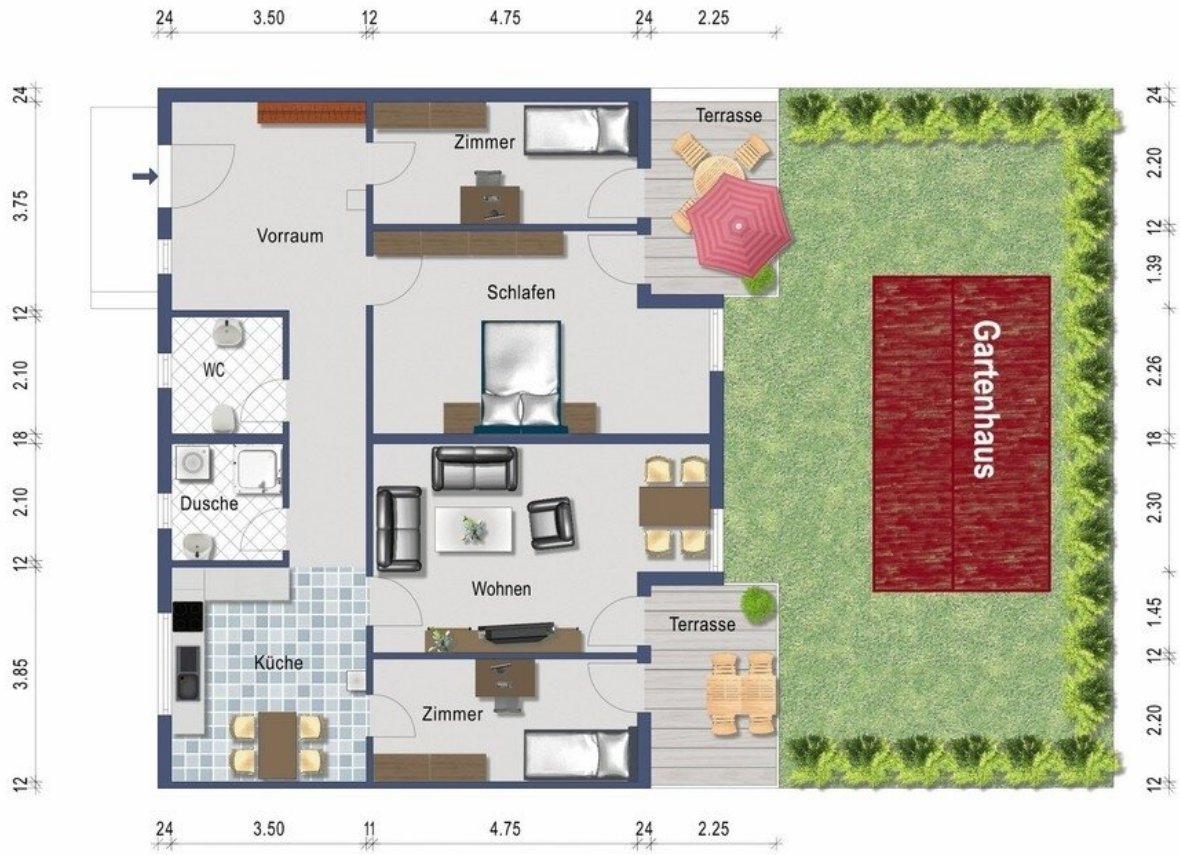 24 3.50 12 4.75 24 2.25
24
3.75
12
2.10
18
2.10
12
3.85
12
Zimmer
Terrasse
Vorraum
Schlafen
WC
Dusche
Wohnen
Küche
Zimmer
Terrasse
Gartenhaus
24
2.20
12
1.39
2.26
18
2.30
1.45
12
2.20
12
24 3.50 11 4.75 24 2.25